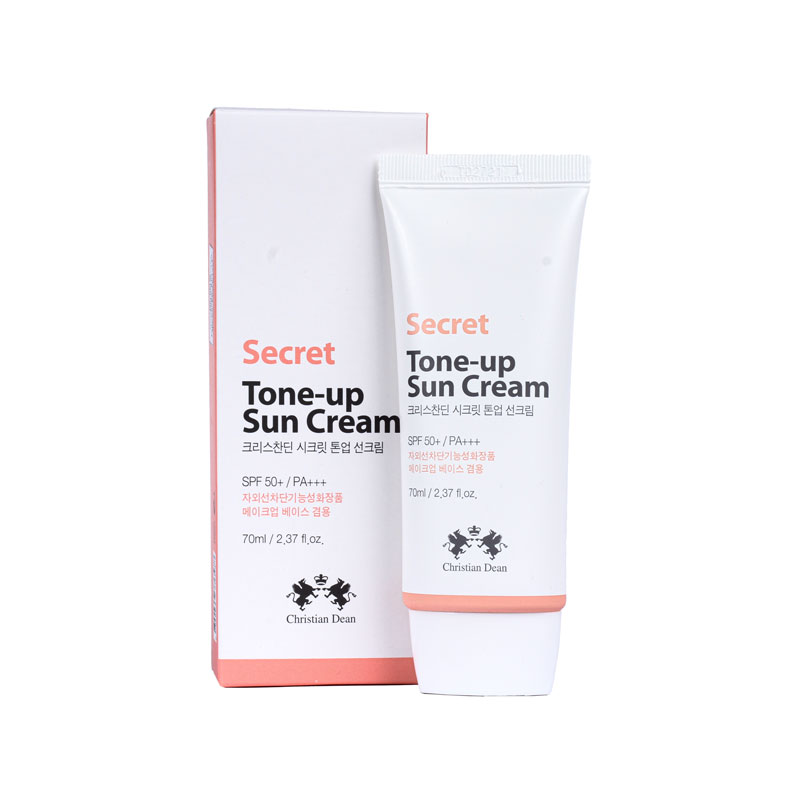 Secret
Tone-up
Sun Cream
크리스찬딘 시크릿 톤업 선크림
SPF 50+ / PA+++
자외선차단기능성화장품
메이크업 베이스 겸용
70ml / 2.37 fl.oz.
Christian Dean
Secret
Tone-up
Sun Cream
크리스찬딘 시크릿 톤업 선크림
SPF 50+ / PA+++
자외선차단기능성화장품
메이크업 베이스 겸용
70ml / 2.37 fl.oz.
Christian Dean